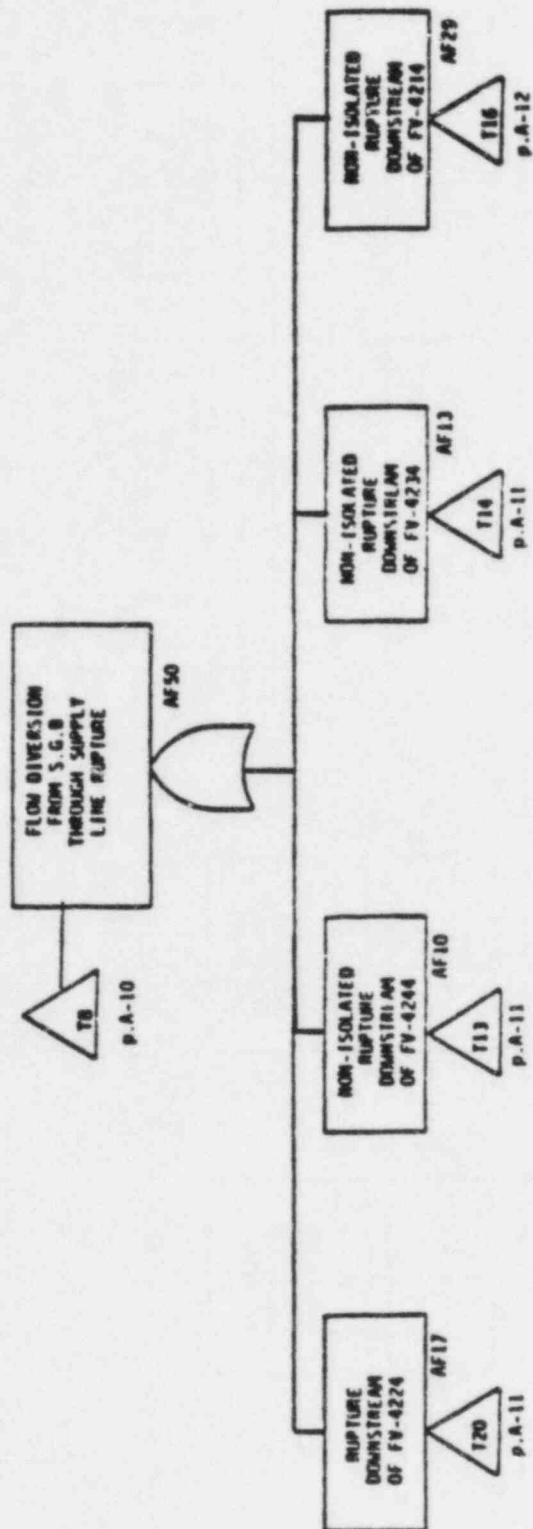 FLOW DIVERSION
FROM S.G.B
THROUGH SUPPLY
LINE RUPTURE
AF50
T8
p.A-10
RUPTURE
DOWNSTREAM
OF FV-4224
AF17
T20
p.A-11
NON-ISOLATED
RUPTURE
DOWNSTREAM
OF FV-4244
AF10
T13
p.A-11
NON-ISOLATED
RUPTURE
DOWNSTREAM
OF FV-4234
AF13
T14
p.A-11
NON-ISOLATED
RUPTURE
DOWNSTREAM
OF FV-4214
AF29
T16
p.A-12